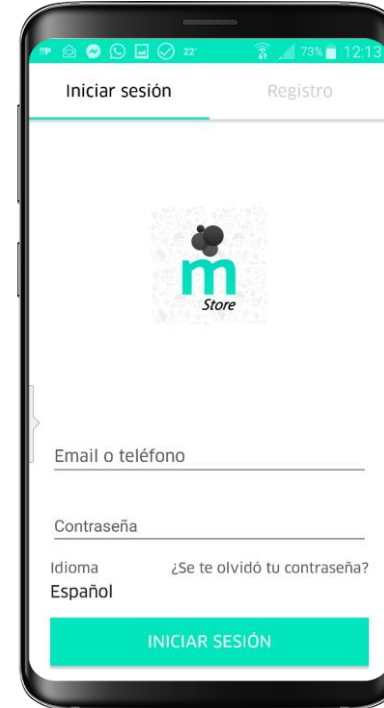 22° 73% 12:13
Iniciar sesión Registro
m
Store
Email o teléfono
Contraseña
Idioma ¿Se te olvidó tu contraseña?
Español
INICIAR SESIÓN